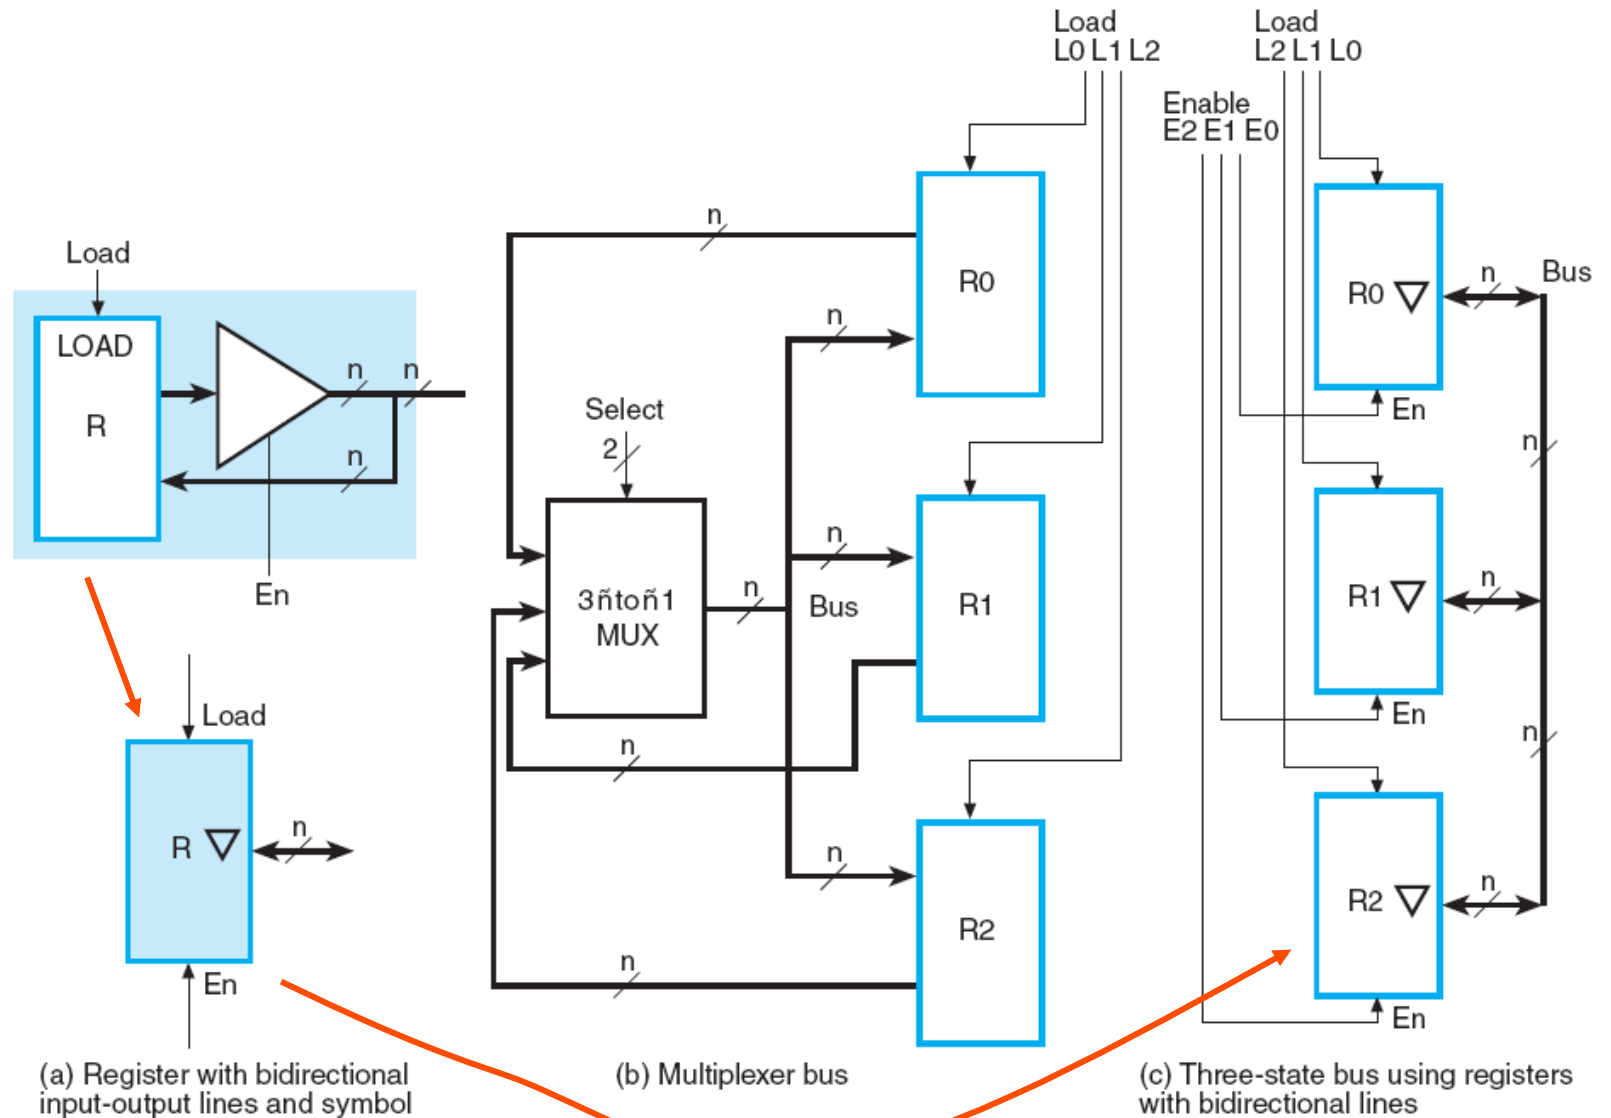 Load
LOAD
R
n
n
n
En
Load
R
n
En
(a) Register with bidirectional
input-output lines and symbol
Load
L0 L1 L2
n
R0
n
Select
2
3ñtoñ1
MUX
n
n
Bus
R1
n
n
R2
n
(b) Multiplexer bus
Load
L2 L1 L0
Enable
E2 E1 E0
R0
n
Bus
En
n
R1
n
En
n
R2
n
En
(c) Three-state bus using registers
with bidirectional lines